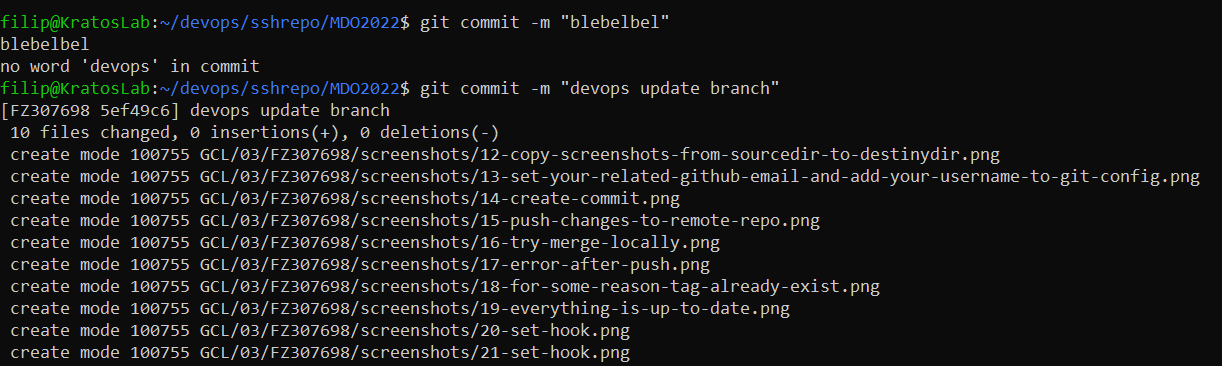 filip@KratosLab:~/devops/sshrepo/MDO2022$ git commit -m "blebelbel"
blebelbel
no word 'devops' in commit
filip@KratosLab:~/devops/sshrepo/MDO2022$ git commit -m "devops update branch"
[FZ307698 5ef49c6] devops update branch
 10 files changed, 0 insertions(+), 0 deletions(-)
 create mode 100755 GCL/03/FZ307698/screenshots/12-copy-screenshots-from-sourcedir-to-destinydir.png
 create mode 100755 GCL/03/FZ307698/screenshots/13-set-your-related-github-email-and-add-your-username-to-git-config.png
 create mode 100755 GCL/03/FZ307698/screenshots/14-create-commit.png
 create mode 100755 GCL/03/FZ307698/screenshots/15-push-changes-to-remote-repo.png
 create mode 100755 GCL/03/FZ307698/screenshots/16-try-merge-locally.png
 create mode 100755 GCL/03/FZ307698/screenshots/17-error-after-push.png
 create mode 100755 GCL/03/FZ307698/screenshots/18-for-some-reason-tag-already-exist.png
 create mode 100755 GCL/03/FZ307698/screenshots/19-everything-is-up-to-date.png
 create mode 100755 GCL/03/FZ307698/screenshots/20-set-hook.png
 create mode 100755 GCL/03/FZ307698/screenshots/21-set-hook.png